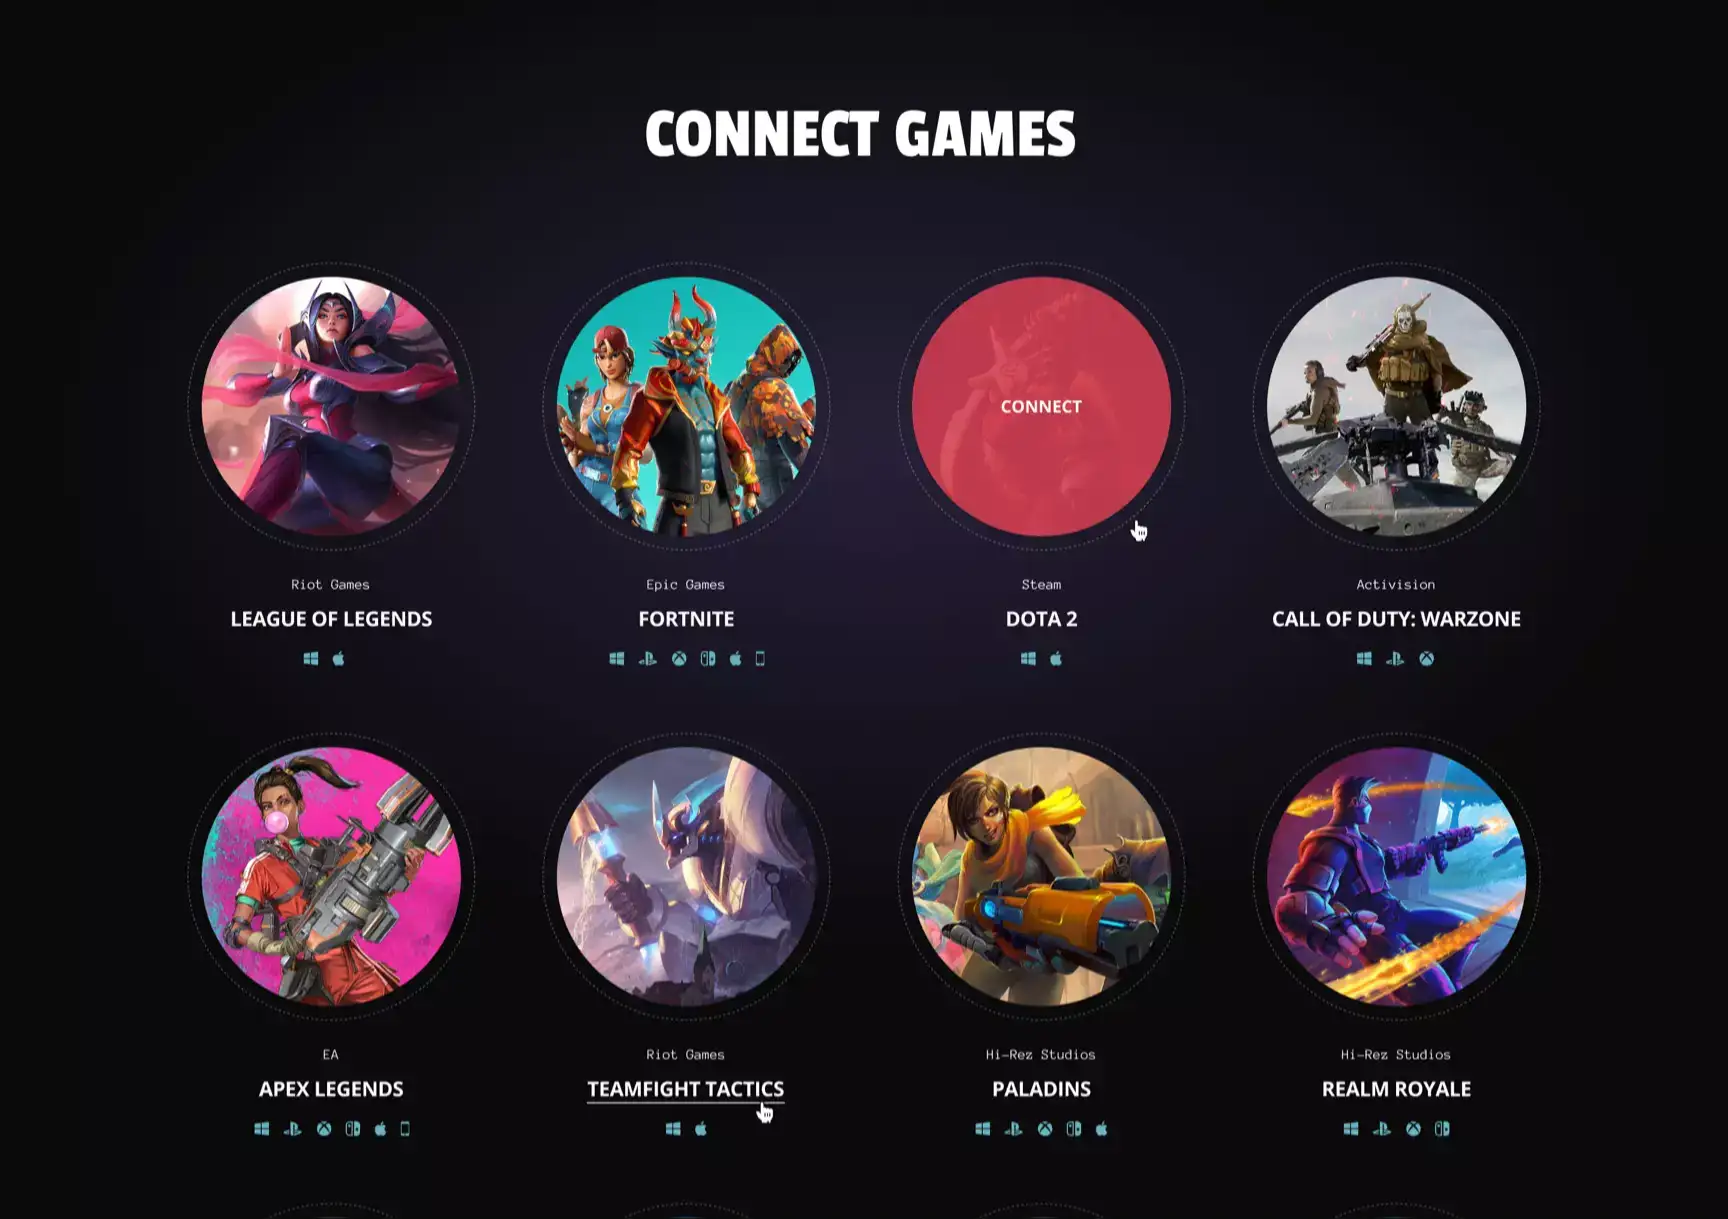 CONNECT GAMES
CONNECT
Riot Games
LEAGUE OF LEGENDS
Epic Games
FORTNITE
Steam
DOTA 2
Activision
CALL OF DUTY: WARZONE
EA
APEX LEGENDS
Riot Games
TEAMFIGHT TACTICS
Hi-Rez Studios
PALADINS
Hi-Rez Studios
REALM ROYALE